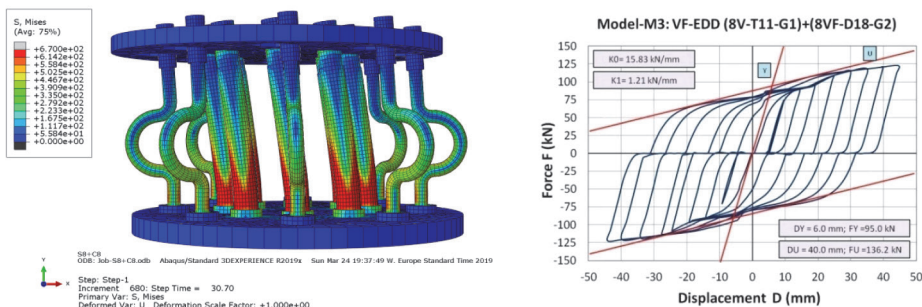 S, Mises
(Avg: 75%)
+6.700e+02
+6.142e+02
+5.584e+02
+5.025e+02
+4.467e+02
+3.909e+02
+3.350e+02
+2.792e+02
+2.233e+02
+1.675e+02
+1.117e+02
+5.584e+01
+0.000e+00
S8+C8
ODB: Job-S8+C8.odb Abaqus/Standard 3DEXPERIENCE R2019x Sun Mar 24 19:37:49 W. Europe Standard Time 2019
Y
X
Step: Step-1
Increment 680: Step Time = 30.70
Primary Var: S, Mises
Deformed Var: U Deformation Scale Factor: +1.000e+00
Model-M3: VF-EDD (8V-T11-G1)+(8VF-D18-G2)
150
125
100
75
50
25
0
-25
-50
-75
-100
-125
-150
Force F (kN)
K0= 15.83 kN/mm
K1= 1.21 kN/mm
Y
U
DY = 6.0 mm; FY =95.0 kN
DU = 40.0 mm; FU =136.2 kN
-50 -40 -30 -20 -10 0 10 20 30 40 50
Displacement D (mm)